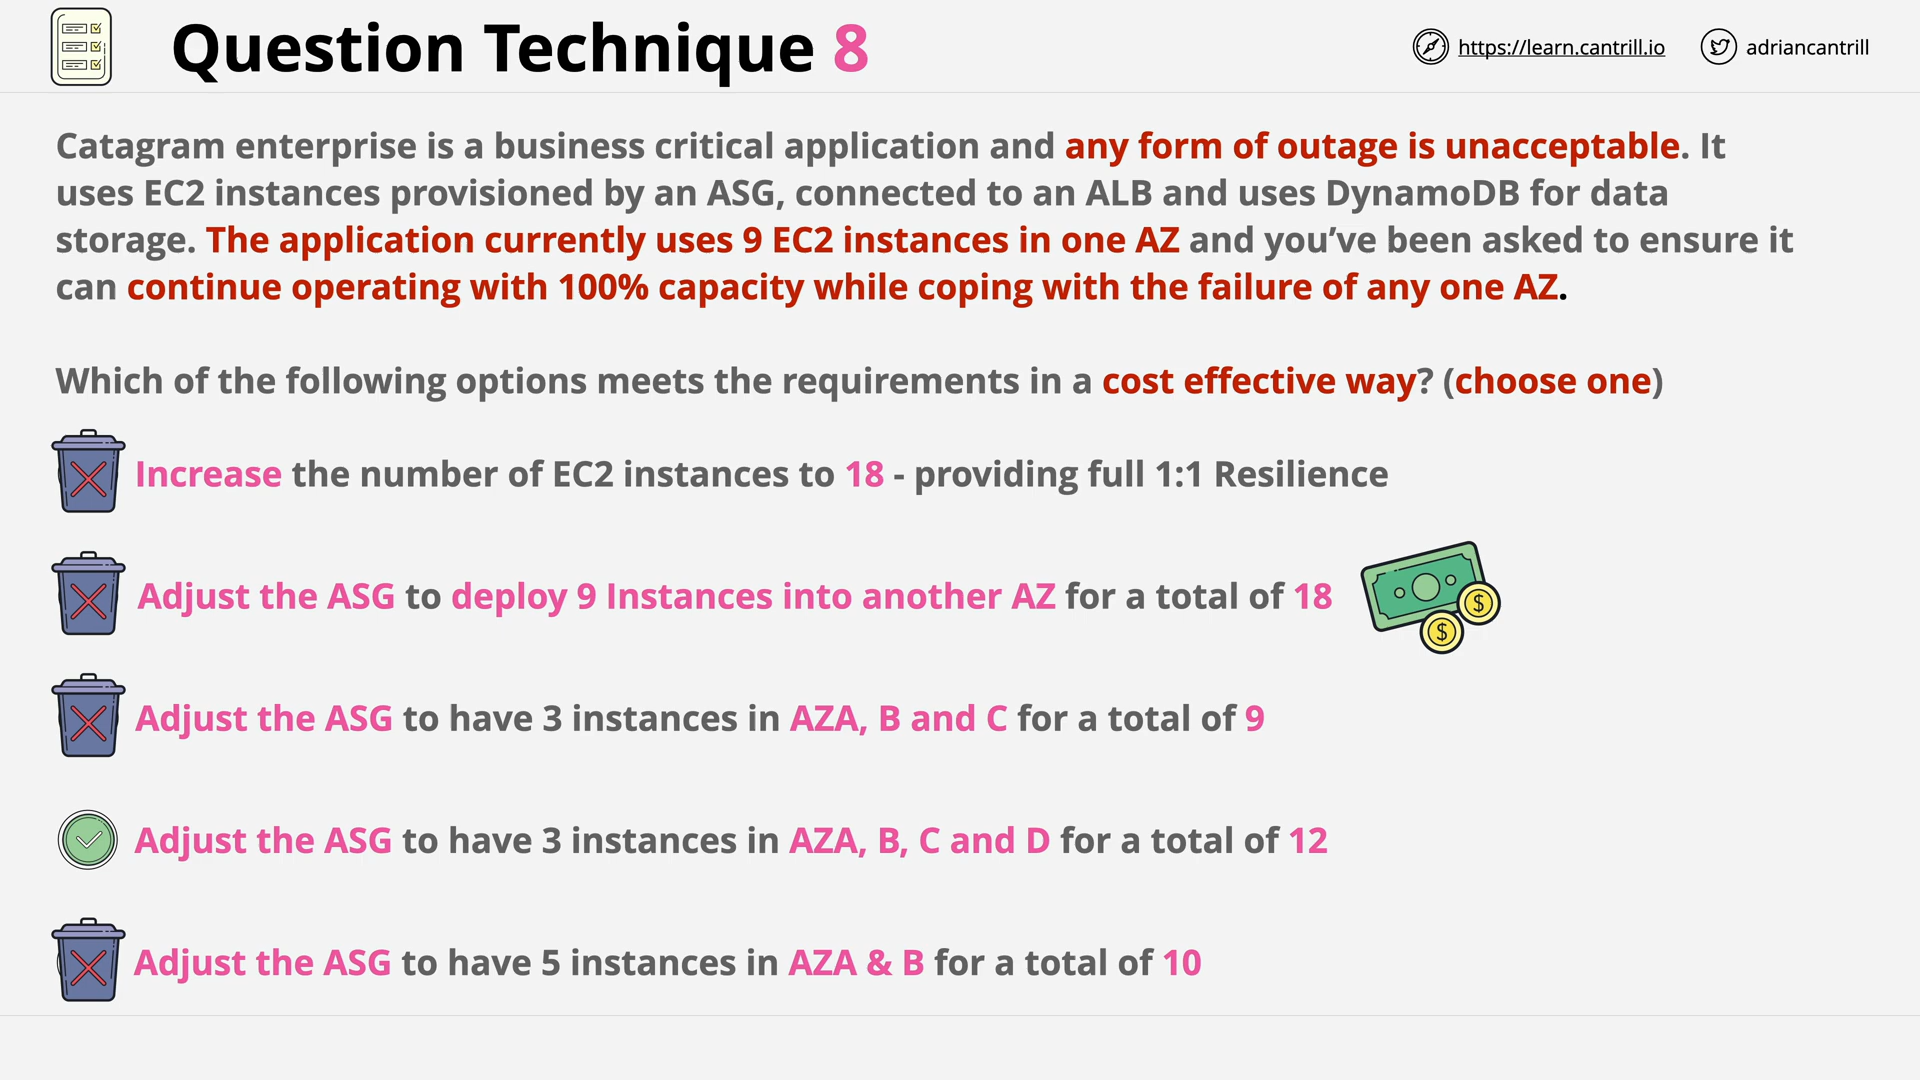 Question Technique 8
https://learn.cantrill.io
adriancantrill
Catagram enterprise is a business critical application and any form of outage is unacceptable. It
uses EC2 instances provisioned by an ASG, connected to an ALB and uses DynamoDB for data
storage. The application currently uses 9 EC2 instances in one AZ and you’ve been asked to ensure it
can continue operating with 100% capacity while coping with the failure of any one AZ.
Which of the following options meets the requirements in a cost effective way? (choose one)
Increase the number of EC2 instances to 18 - providing full 1:1 Resilience
Adjust the ASG to deploy 9 Instances into another AZ for a total of 18
$
$
Adjust the ASG to have 3 instances in AZA, B and C for a total of 9
Adjust the ASG to have 3 instances in AZA, B, C and D for a total of 12
Adjust the ASG to have 5 instances in AZA & B for a total of 10